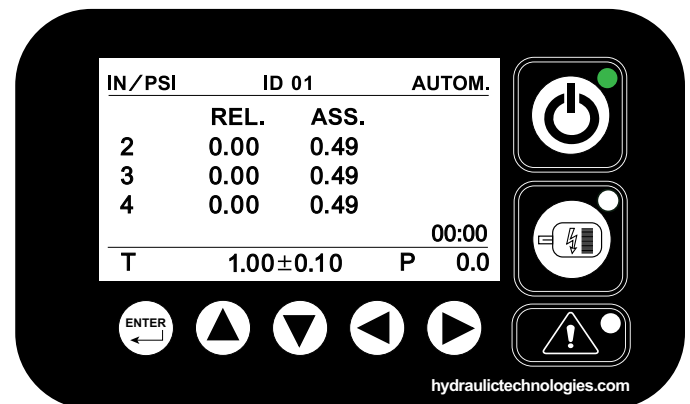 IN/PSI ID 01 AUTOM.
REL. ASS.
2 0.00 0.49
3 0.00 0.49
4 0.00 0.49
00:00
T 1.00±0.10 P 0.0
ENTER
hydraulictechnologies.com